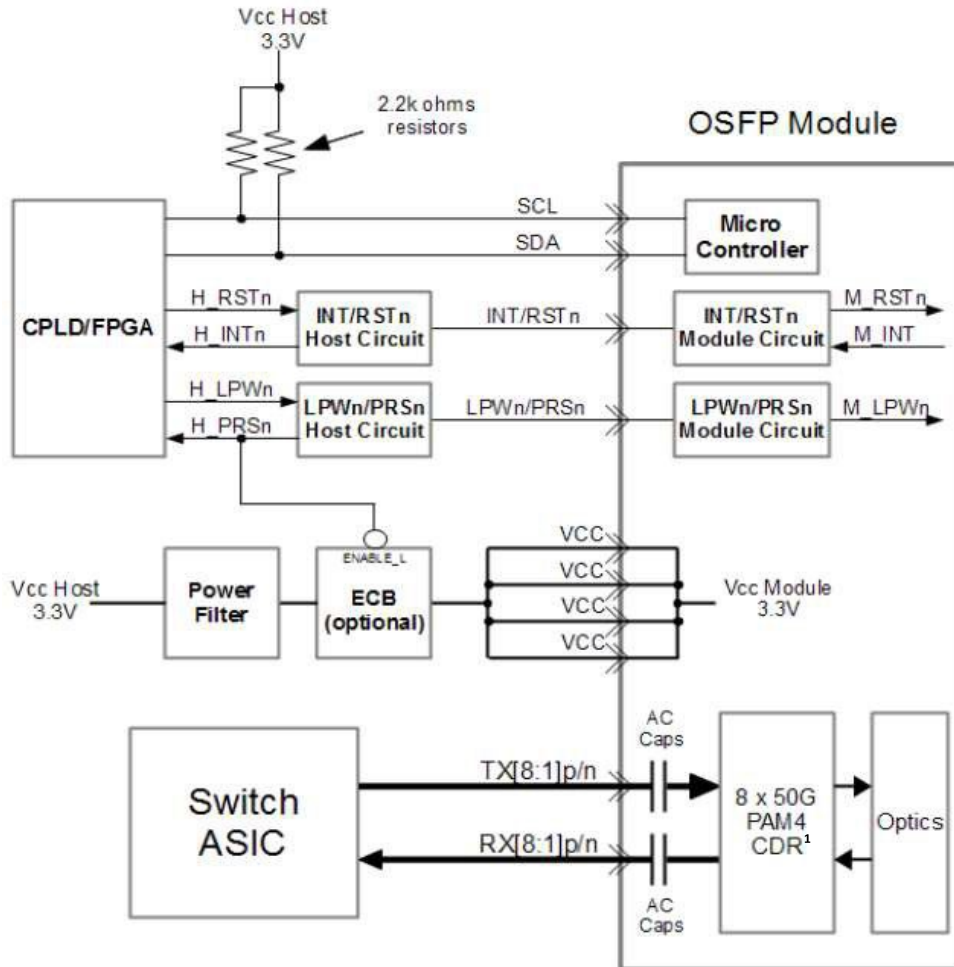 Vcc Host
3.3V
2.2k ohms
resistors
OSFP Module
SCL
SDA
Micro
Controller
CPLD/FPGA
H_RSTn
H_INTn
INT/RSTn
Host Circuit
INT/RSTn
INT/RSTn
Module Circuit
M_RSTn
M_INT
H_LPWn
H_PRSn
LPWn/PRSn
Host Circuit
LPWn/PRSn
LPWn/PRSn
Module Circuit
M_LPWn
Vcc Host
3.3V
Power
Filter
ENABLE_L
ECB
(optional)
VCC
VCC
VCC
VCC
Vcc Module
3.3V
Switch
ASIC
TX[8:1]p/n
RX[8:1]p/n
AC
Caps
AC
Caps
8 x 50G
PAM4
CDR¹
Optics